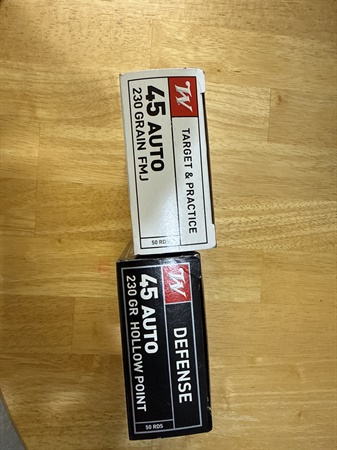 W
TARGET & PRACTICE
45 AUTO
230 GRAIN FMJ
50 RDS
W
DEFENSE
45 AUTO
230 GR HOLLOW POINT
50 RDS